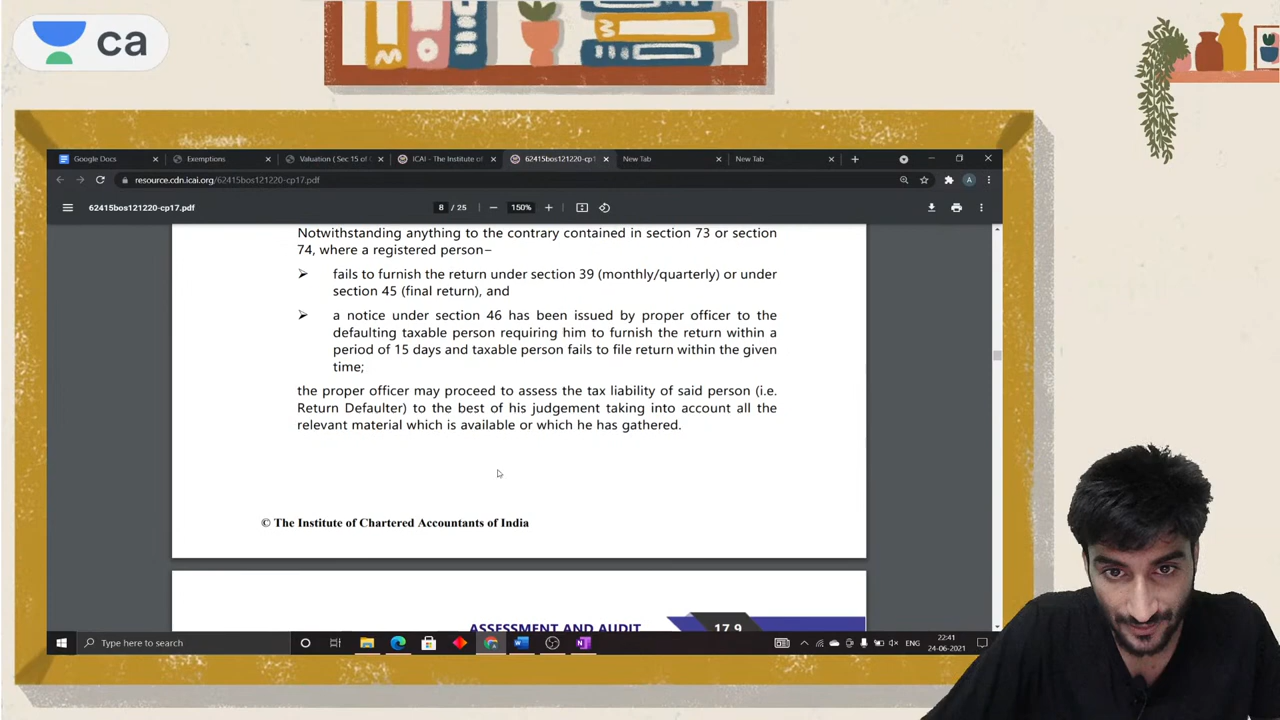 ca
Google Docs
Exemptions
Valuation ( Sec 15 of
ICAI - The Institute of
62415bos121220-cp1
New Tab
New Tab
resource.cdn.icai.org/62415bos121220-cp17.pdf
62415bos121220-cp17.pdf
8 / 25
150%
Notwithstanding anything to the contrary contained in section 73 or section
74, where a registered person–
fails to furnish the return under section 39 (monthly/quarterly) or under
section 45 (final return), and
a notice under section 46 has been issued by proper officer to the
defaulting taxable person requiring him to furnish the return within a
period of 15 days and taxable person fails to file return within the given
time;
the proper officer may proceed to assess the tax liability of said person (i.e.
Return Defaulter) to the best of his judgement taking into account all the
relevant material which is available or which he has gathered.
© The Institute of Chartered Accountants of India
ASSESSMENT AND AUDIT
17.9
Type here to search
ENG
22:41
24-06-2021